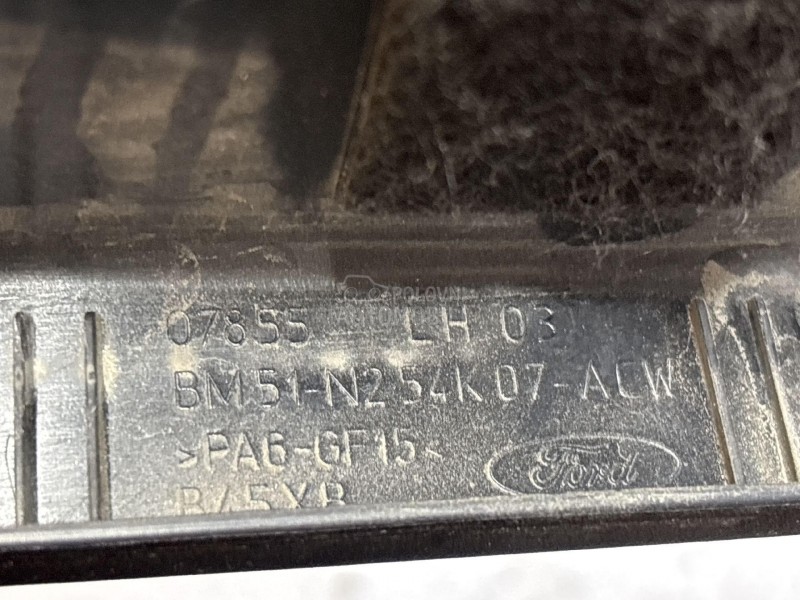 07855 LH 03
BM51-N254K07-ACW
>PA6-GF15<
Ford